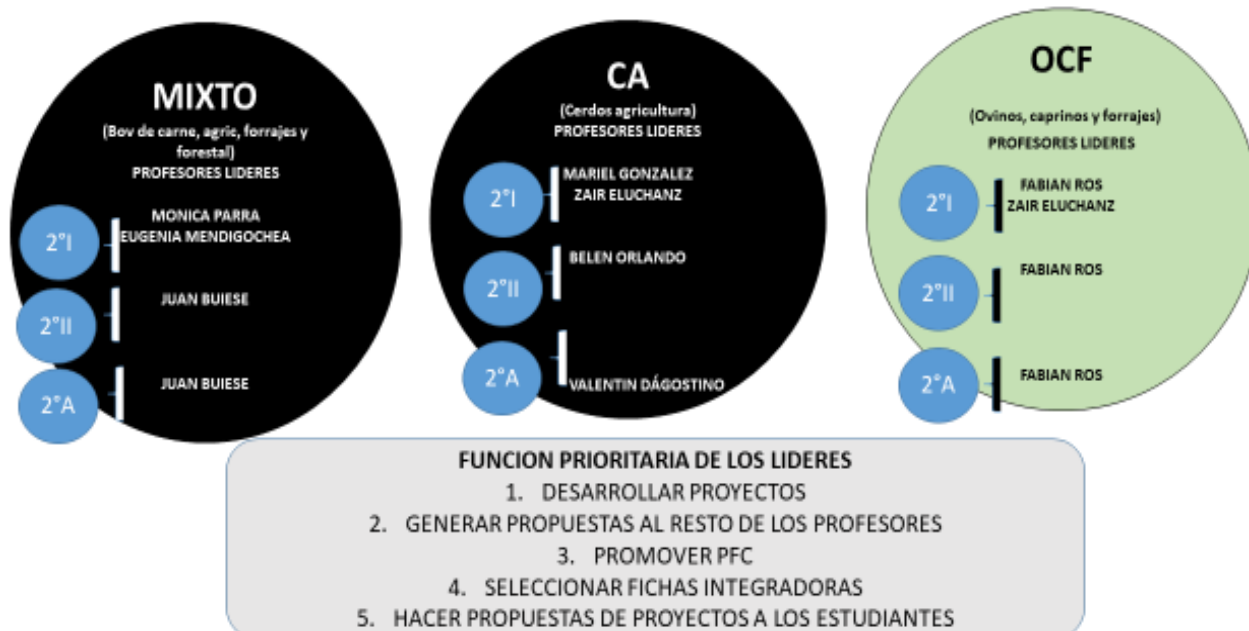 MIXTO
(Bov de carne, agric, forrajes y
forestal)
PROFESORES LIDERES
2°I
MONICA PARRA
EUGENIA MENDIGOCHEA
2°II
JUAN BUIESE
2°A
JUAN BUIESE
CA
(Cerdos agricultura)
PROFESORES LIDERES
2°I
MARIEL GONZALEZ
ZAIR ELUCHANZ
2°II
BELEN ORLANDO
2°A
VALENTIN DÁGOSTINO
OCF
(Ovinos, caprinos y forrajes)
PROFESORES LIDERES
2°I
FABIAN ROS
ZAIR ELUCHANZ
2°II
FABIAN ROS
2°A
FABIAN ROS
FUNCION PRIORITARIA DE LOS LIDERES
1. DESARROLLAR PROYECTOS
2. GENERAR PROPUESTAS AL RESTO DE LOS PROFESORES
3. PROMOVER PFC
4. SELECCIONAR FICHAS INTEGRADORAS
5. HACER PROPUESTAS DE PROYECTOS A LOS ESTUDIANTES